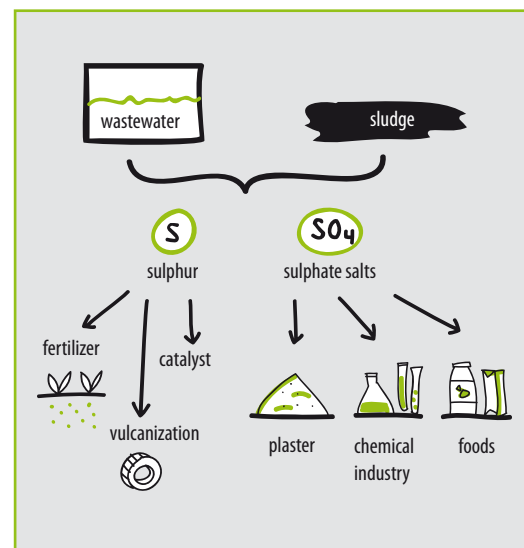 wastewater
sludge
S
SO4
sulphur
sulphate salts
fertilizer
catalyst
vulcanization
plaster
chemical
industry
foods